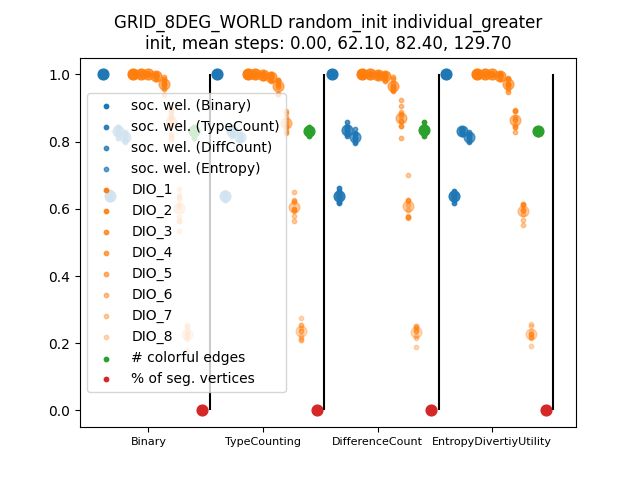 GRID_8DEG_WORLD random_init individual_greater
init, mean steps: 0.00, 62.10, 82.40, 129.70
1.0
0.8
0.6
0.4
0.2
0.0
soc. wel. (Binary)
soc. wel. (TypeCount)
soc. wel. (DiffCount)
soc. wel. (Entropy)
DIO_1
DIO_2
DIO_3
DIO_4
DIO_5
DIO_6
DIO_7
DIO_8
# colorful edges
% of seg. vertices
Binary
TypeCounting
DifferenceCount
EntropyDivertiyUtility